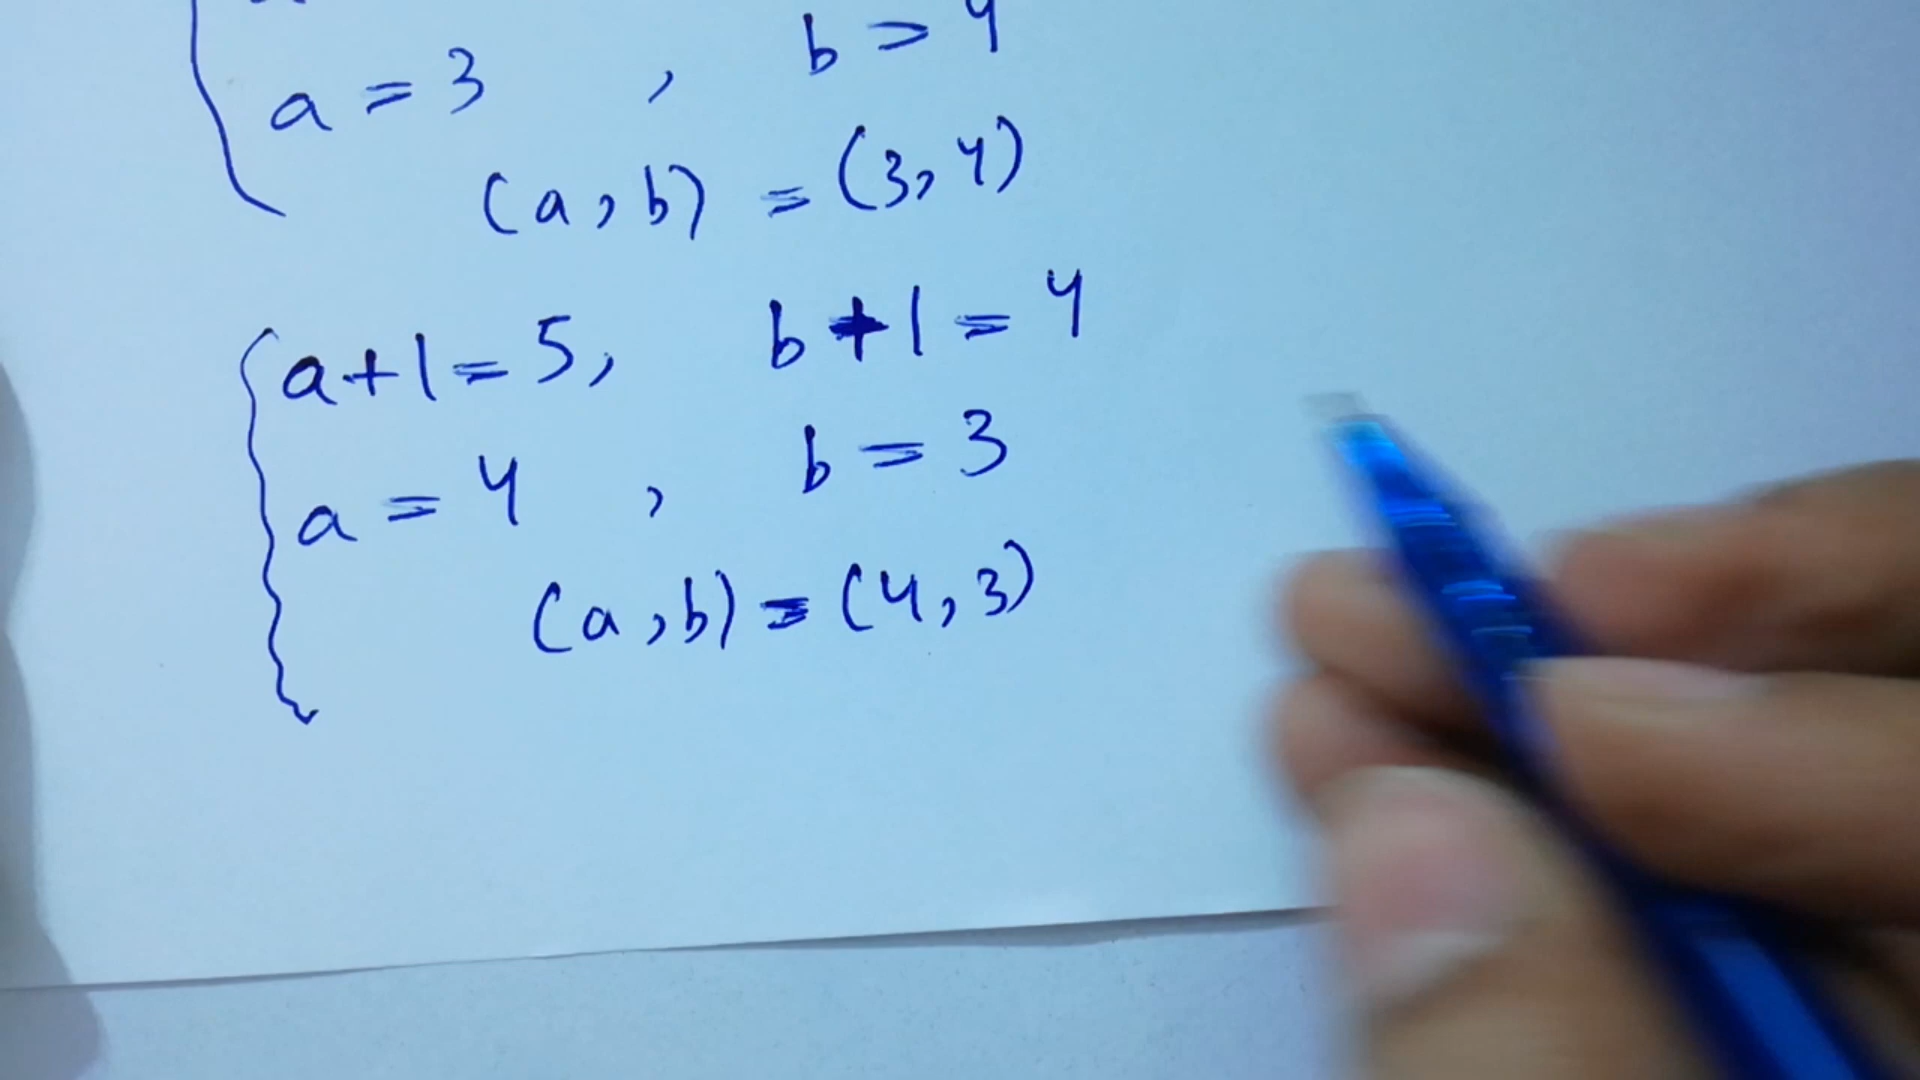 a = 3 , b = 4
(a, b) = (3, 4)
a + 1 = 5, b + 1 = 4
a = 4 , b = 3
(a, b) = (4, 3)